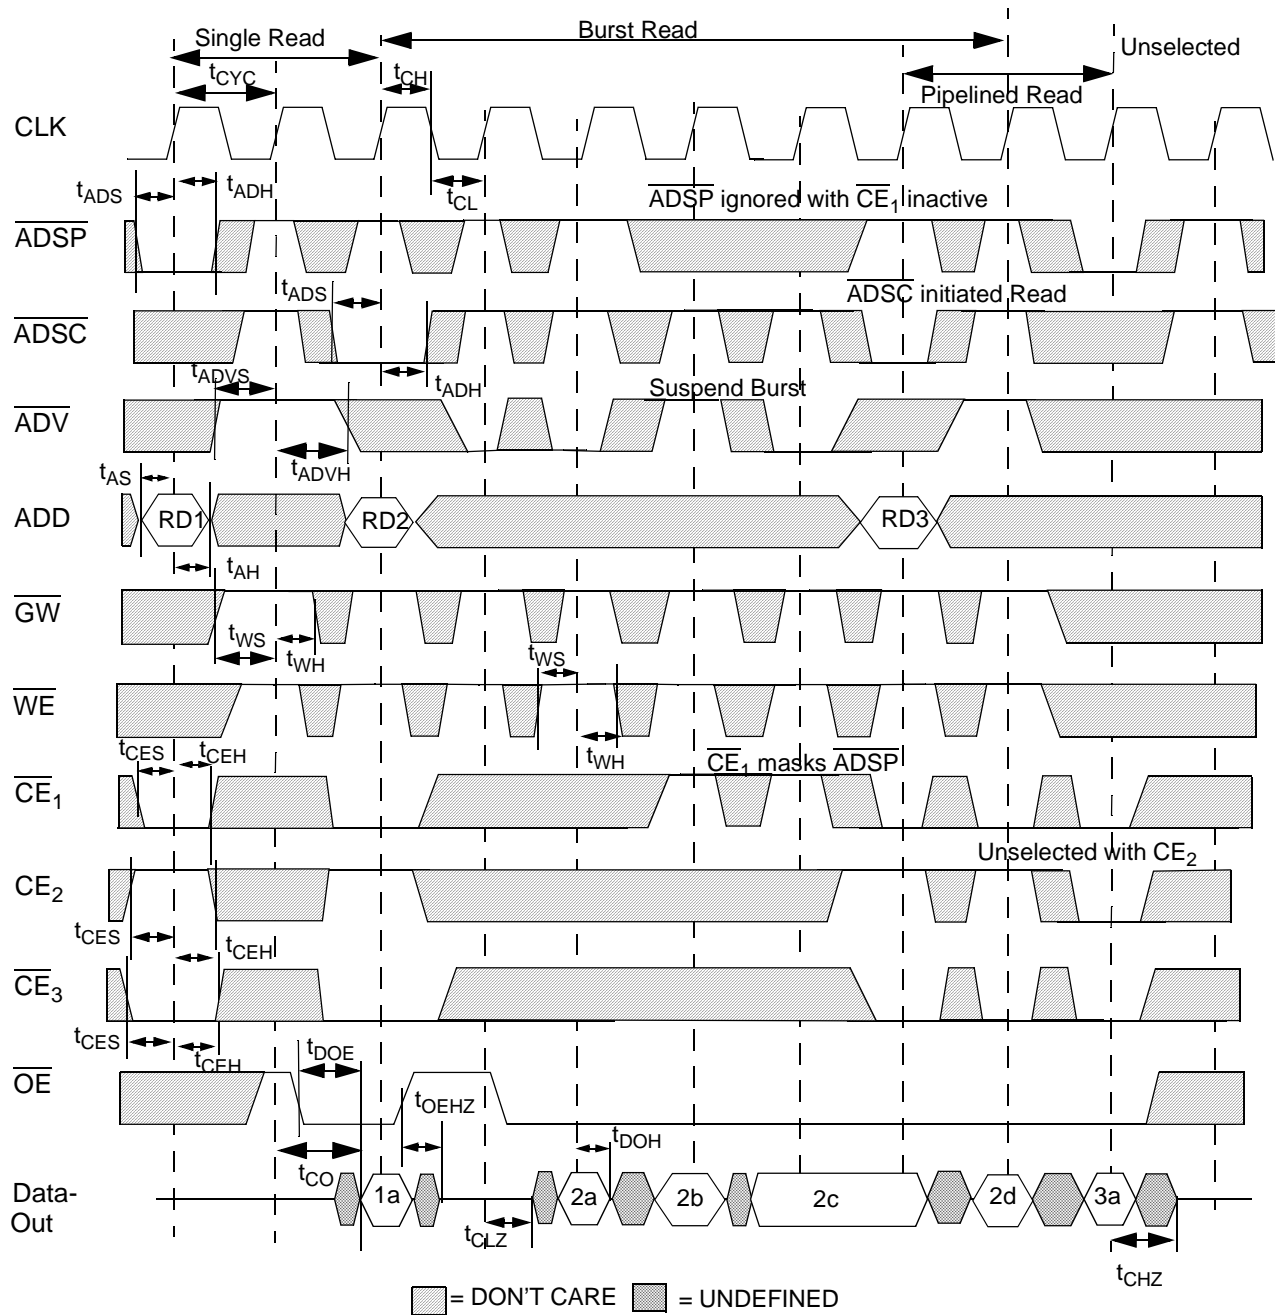 Single Read
Burst Read
Unselected
tCYC
tCH
Pipelined Read
CLK
tADS
tADH
tCL
ADSP ignored with CE1 inactive
ADSP
tADS
ADSC initiated Read
ADSC
tADVS
tADH
Suspend Burst
ADV
tADVH
tAS
ADD
RD1
RD2
RD3
tAH
GW
tWS
tWH
tWS
WE
tWH
tCES
tCEH
CE1 masks ADSP
CE1
Unselected with CE2
CE2
tCES
tCEH
CE3
tCES
tCEH
tDOE
OE
tOEHZ
tDOH
tCO
Data-
Out
1a
2a
2b
2c
2d
3a
tCLZ
tCHZ
= DON'T CARE
= UNDEFINED